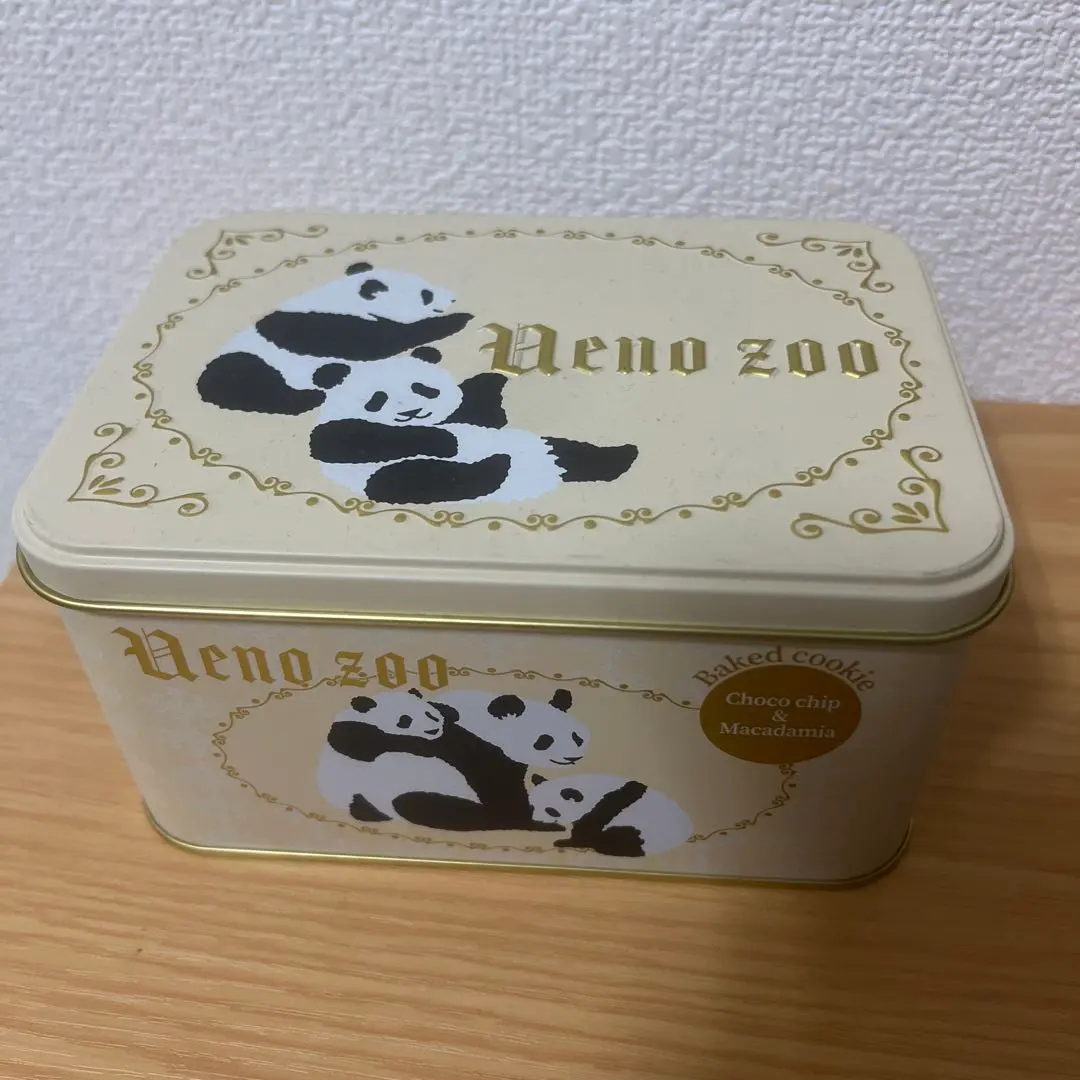 Ueno zoo
Ueno zoo
Baked cookie
Choco chip
&
Macadamia